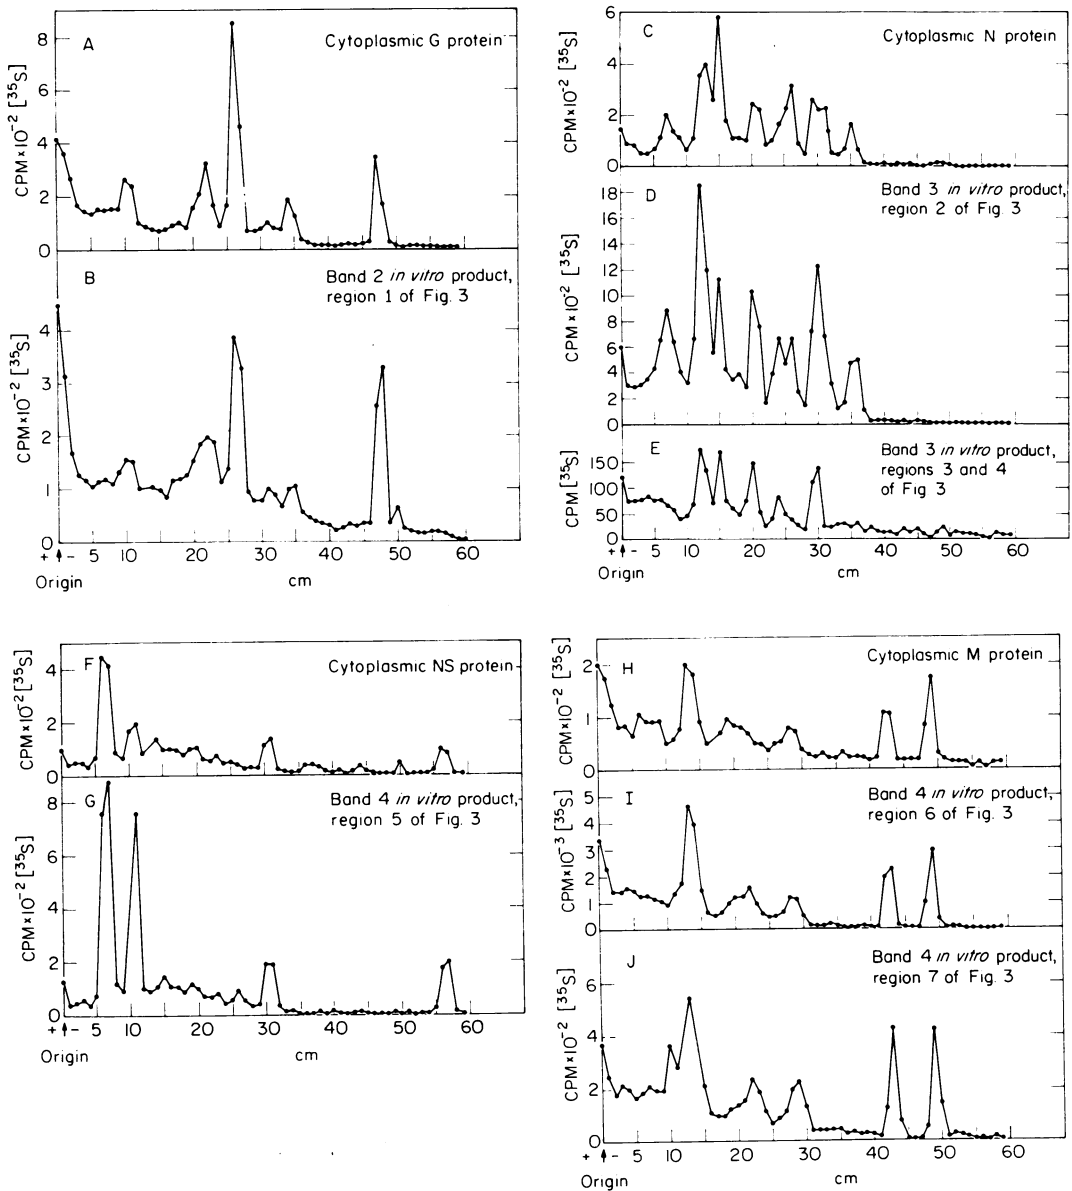 A
Cytoplasmic G protein
CPM×10⁻² [³⁵S]
8
6
4
2
0
B
Band 2 in vitro product,
region 1 of Fig. 3
CPM×10⁻² [³⁵S]
4
3
2
1
0
+ - 5 10 20 30 40 50 60
Origin
cm
C
Cytoplasmic N protein
CPM×10⁻² [³⁵S]
6
4
2
0
D
Band 3 in vitro product,
region 2 of Fig. 3
CPM×10⁻² [³⁵S]
18
16
14
12
10
8
6
4
2
0
E
Band 3 in vitro product,
regions 3 and 4
of Fig. 3
CPM [³⁵S]
150
100
50
0
+ - 5 10 20 30 40 50 60
Origin
cm
F
Cytoplasmic NS protein
CPM×10⁻² [³⁵S]
4
2
0
G
Band 4 in vitro product,
region 5 of Fig. 3
CPM×10⁻² [³⁵S]
8
6
4
2
0
+ - 5 10 20 30 40 50 60
Origin
cm
H
Cytoplasmic M protein
CPM×10⁻² [³⁵S]
2
1
0
I
Band 4 in vitro product,
region 6 of Fig. 3
CPM×10⁻³ [³⁵S]
5
4
3
2
1
0
J
Band 4 in vitro product,
region 7 of Fig. 3
CPM×10⁻² [³⁵S]
6
4
2
0
+ - 5 10 20 30 40 50 60
Origin
cm